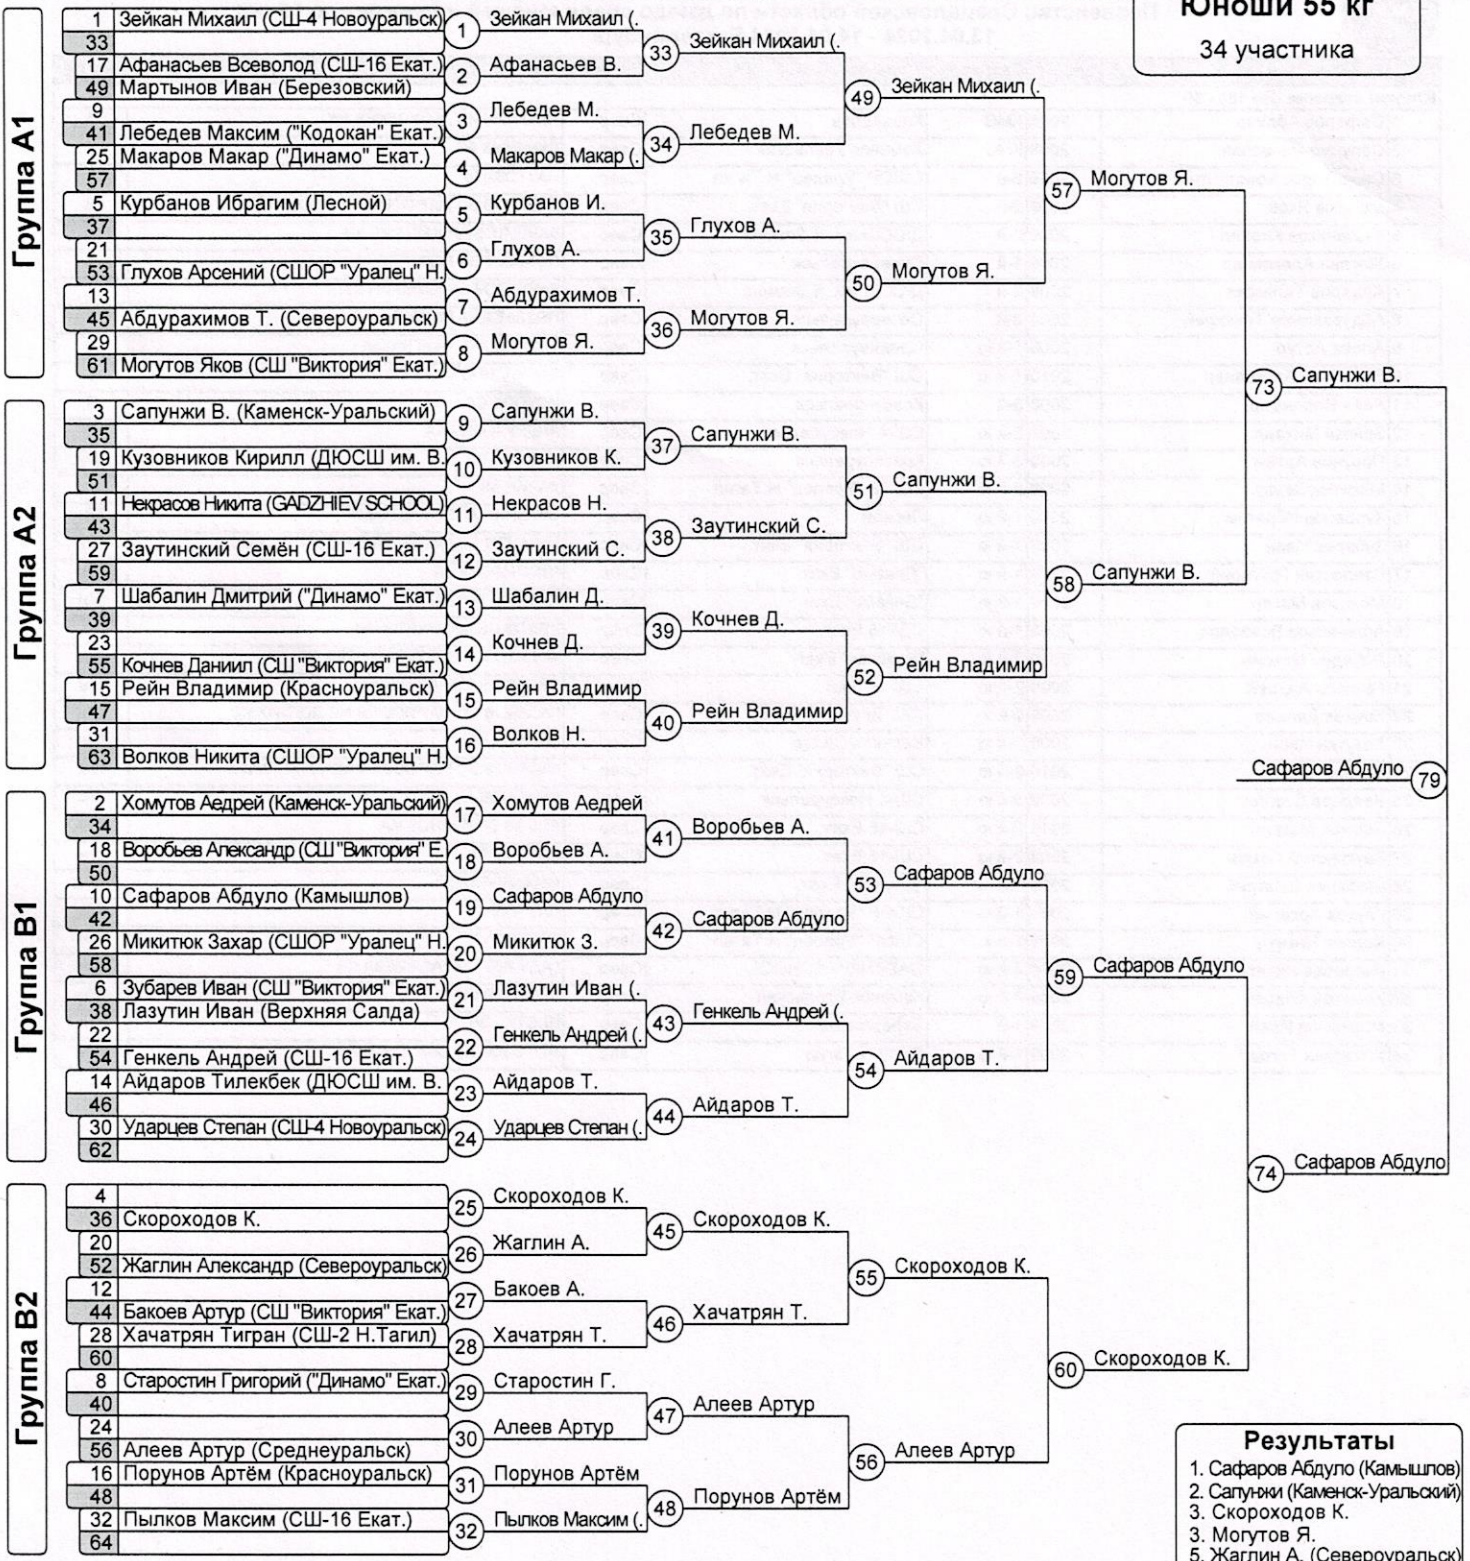 Юноши 55 кг
34 участника
Группа A1
1 Зейкан Михаил (СШ-4 Новоуральск)
33
17 Афанасьев Всеволод (СШ-16 Екат.)
49 Мартынов Иван (Березовский)
9
41 Лебедев Максим ("Кодокан" Екат.)
25 Макаров Макар ("Динамо" Екат.)
57
5 Курбанов Ибрагим (Лесной)
37
21
53 Глухов Арсений (СШОР "Уралец" Н.
13
45 Абдурахимов Т. (Североуральск)
29
61 Могутов Яков (СШ "Виктория" Екат.)
1 Зейкан Михаил (.
2 Афанасьев В.
3 Лебедев М.
4 Макаров Макар (.
5 Курбанов И.
6 Глухов А.
7 Абдурахимов Т.
8 Могутов Я.
33 Зейкан Михаил (.
34 Лебедев М.
35 Глухов А.
36 Могутов Я.
49 Зейкан Михаил (.
50 Могутов Я.
57 Могутов Я.
Группа A2
3 Сапунжи В. (Каменск-Уральский)
35
19 Кузовников Кирилл (ДЮСШ им. В.
51
11 Некрасов Никита (GADZHIEV SCHOOL)
43
27 Заутинский Семён (СШ-16 Екат.)
59
7 Шабалин Дмитрий ("Динамо" Екат.)
39
23
55 Кочнев Даниил (СШ "Виктория" Екат.)
15 Рейн Владимир (Красноуральск)
47
31
63 Волков Никита (СШОР "Уралец" Н.
9 Сапунжи В.
10 Кузовников К.
11 Некрасов Н.
12 Заутинский С.
13 Шабалин Д.
14 Кочнев Д.
15 Рейн Владимир
16 Волков Н.
37 Сапунжи В.
38 Заутинский С.
39 Кочнев Д.
40 Рейн Владимир
51 Сапунжи В.
52 Рейн Владимир
58 Сапунжи В.
73 Сапунжи В.
Сафаров Абдуло 79
Группа B1
2 Хомутов Аедрей (Каменск-Уральский)
34
18 Воробьев Александр (СШ "Виктория" Е.
50
10 Сафаров Абдуло (Камышлов)
42
26 Микитюк Захар (СШОР "Уралец" Н.
58
6 Зубарев Иван (СШ "Виктория" Екат.)
38 Лазутин Иван (Верхняя Салда)
22
54 Генкель Андрей (СШ-16 Екат.)
14 Айдаров Тилекбек (ДЮСШ им. В.
46
30 Ударцев Степан (СШ-4 Новоуральск)
62
17 Хомутов Аедрей
18 Воробьев А.
19 Сафаров Абдуло
20 Микитюк З.
21 Лазутин Иван (.
22 Генкель Андрей (.
23 Айдаров Т.
24 Ударцев Степан (.
41 Воробьев А.
42 Сафаров Абдуло
43 Генкель Андрей (.
44 Айдаров Т.
53 Сафаров Абдуло
54 Айдаров Т.
59 Сафаров Абдуло
74 Сафаров Абдуло
Группа B2
4
36 Скороходов К.
20
52 Жаглин Александр (Североуральск)
12
44 Бакоев Артур (СШ "Виктория" Екат.)
28 Хачатрян Тигран (СШ-2 Н.Тагил)
60
8 Старостин Григорий ("Динамо" Екат.)
40
24
56 Алеев Артур (Среднеуральск)
16 Порунов Артём (Красноуральск)
48
32 Пылков Максим (СШ-16 Екат.)
64
25 Скороходов К.
26 Жаглин А.
27 Бакоев А.
28 Хачатрян Т.
29 Старостин Г.
30 Алеев Артур
31 Порунов Артём
32 Пылков Максим (.
45 Скороходов К.
46 Хачатрян Т.
47 Алеев Артур
48 Порунов Артём
55 Скороходов К.
56 Алеев Артур
60 Скороходов К.
Результаты
1. Сафаров Абдуло (Камышлов)
2. Сапунжи (Каменск-Уральский)
3. Скороходов К.
3. Могутов Я.
5. Жаглин А. (Североуральск)